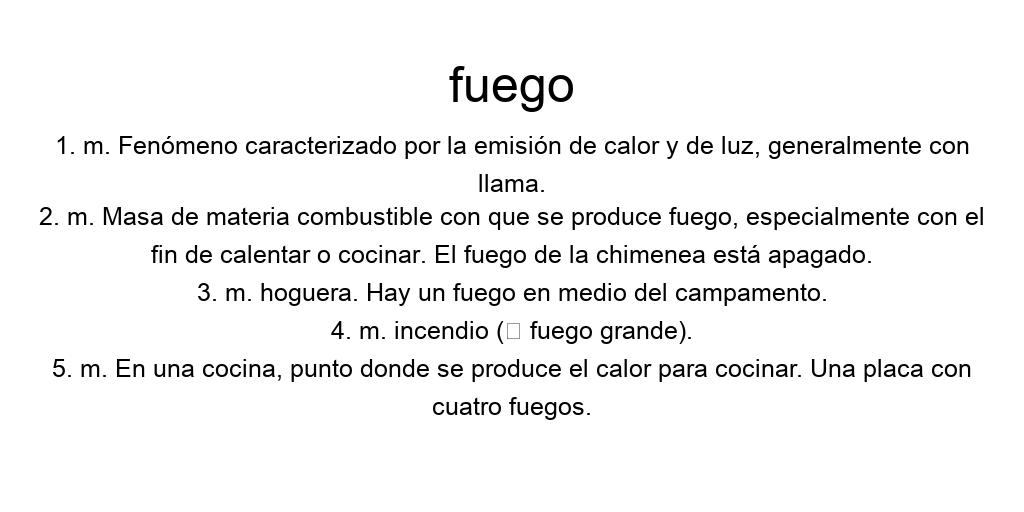 fuego
1. m. Fenómeno caracterizado por la emisión de calor y de luz, generalmente con
llama.
2. m. Masa de materia combustible con que se produce fuego, especialmente con el
fin de calentar o cocinar. El fuego de la chimenea está apagado.
3. m. hoguera. Hay un fuego en medio del campamento.
4. m. incendio (▯ fuego grande).
5. m. En una cocina, punto donde se produce el calor para cocinar. Una placa con
cuatro fuegos.